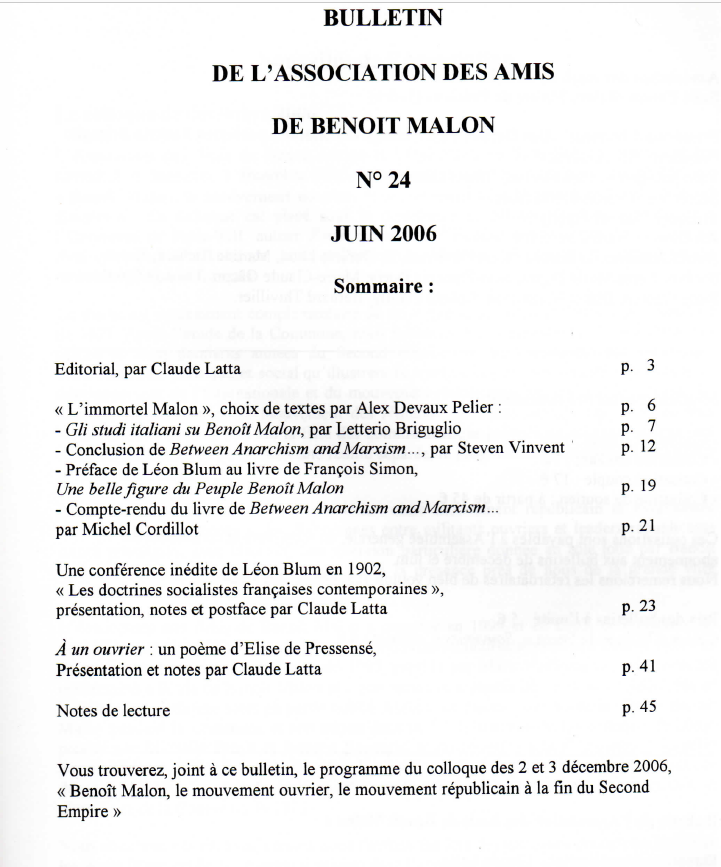 BULLETIN
DE L'ASSOCIATION DES AMIS
DE BENOIT MALON
N° 24
JUIN 2006
Sommaire :
Editorial, par Claude Latta p. 3
« L'immortel Malon », choix de textes par Alex Devaux Pelier : p. 6
- Gli studi italiani su Benoît Malon, par Letterio Briguglio p. 7
- Conclusion de Between Anarchism and Marxism..., par Steven Vinvent p. 12
- Préface de Léon Blum au livre de François Simon,
Une belle figure du Peuple Benoît Malon p. 19
- Compte-rendu du livre de Between Anarchism and Marxism...
par Michel Cordillot p. 21
Une conférence inédite de Léon Blum en 1902,
« Les doctrines socialistes françaises contemporaines »,
présentation, notes et postface par Claude Latta p. 23
À un ouvrier : un poème d'Elise de Pressensé,
Présentation et notes par Claude Latta p. 41
Notes de lecture p. 45
Vous trouverez, joint à ce bulletin, le programme du colloque des 2 et 3 décembre 2006,
« Benoît Malon, le mouvement ouvrier, le mouvement républicain à la fin du Second
Empire »